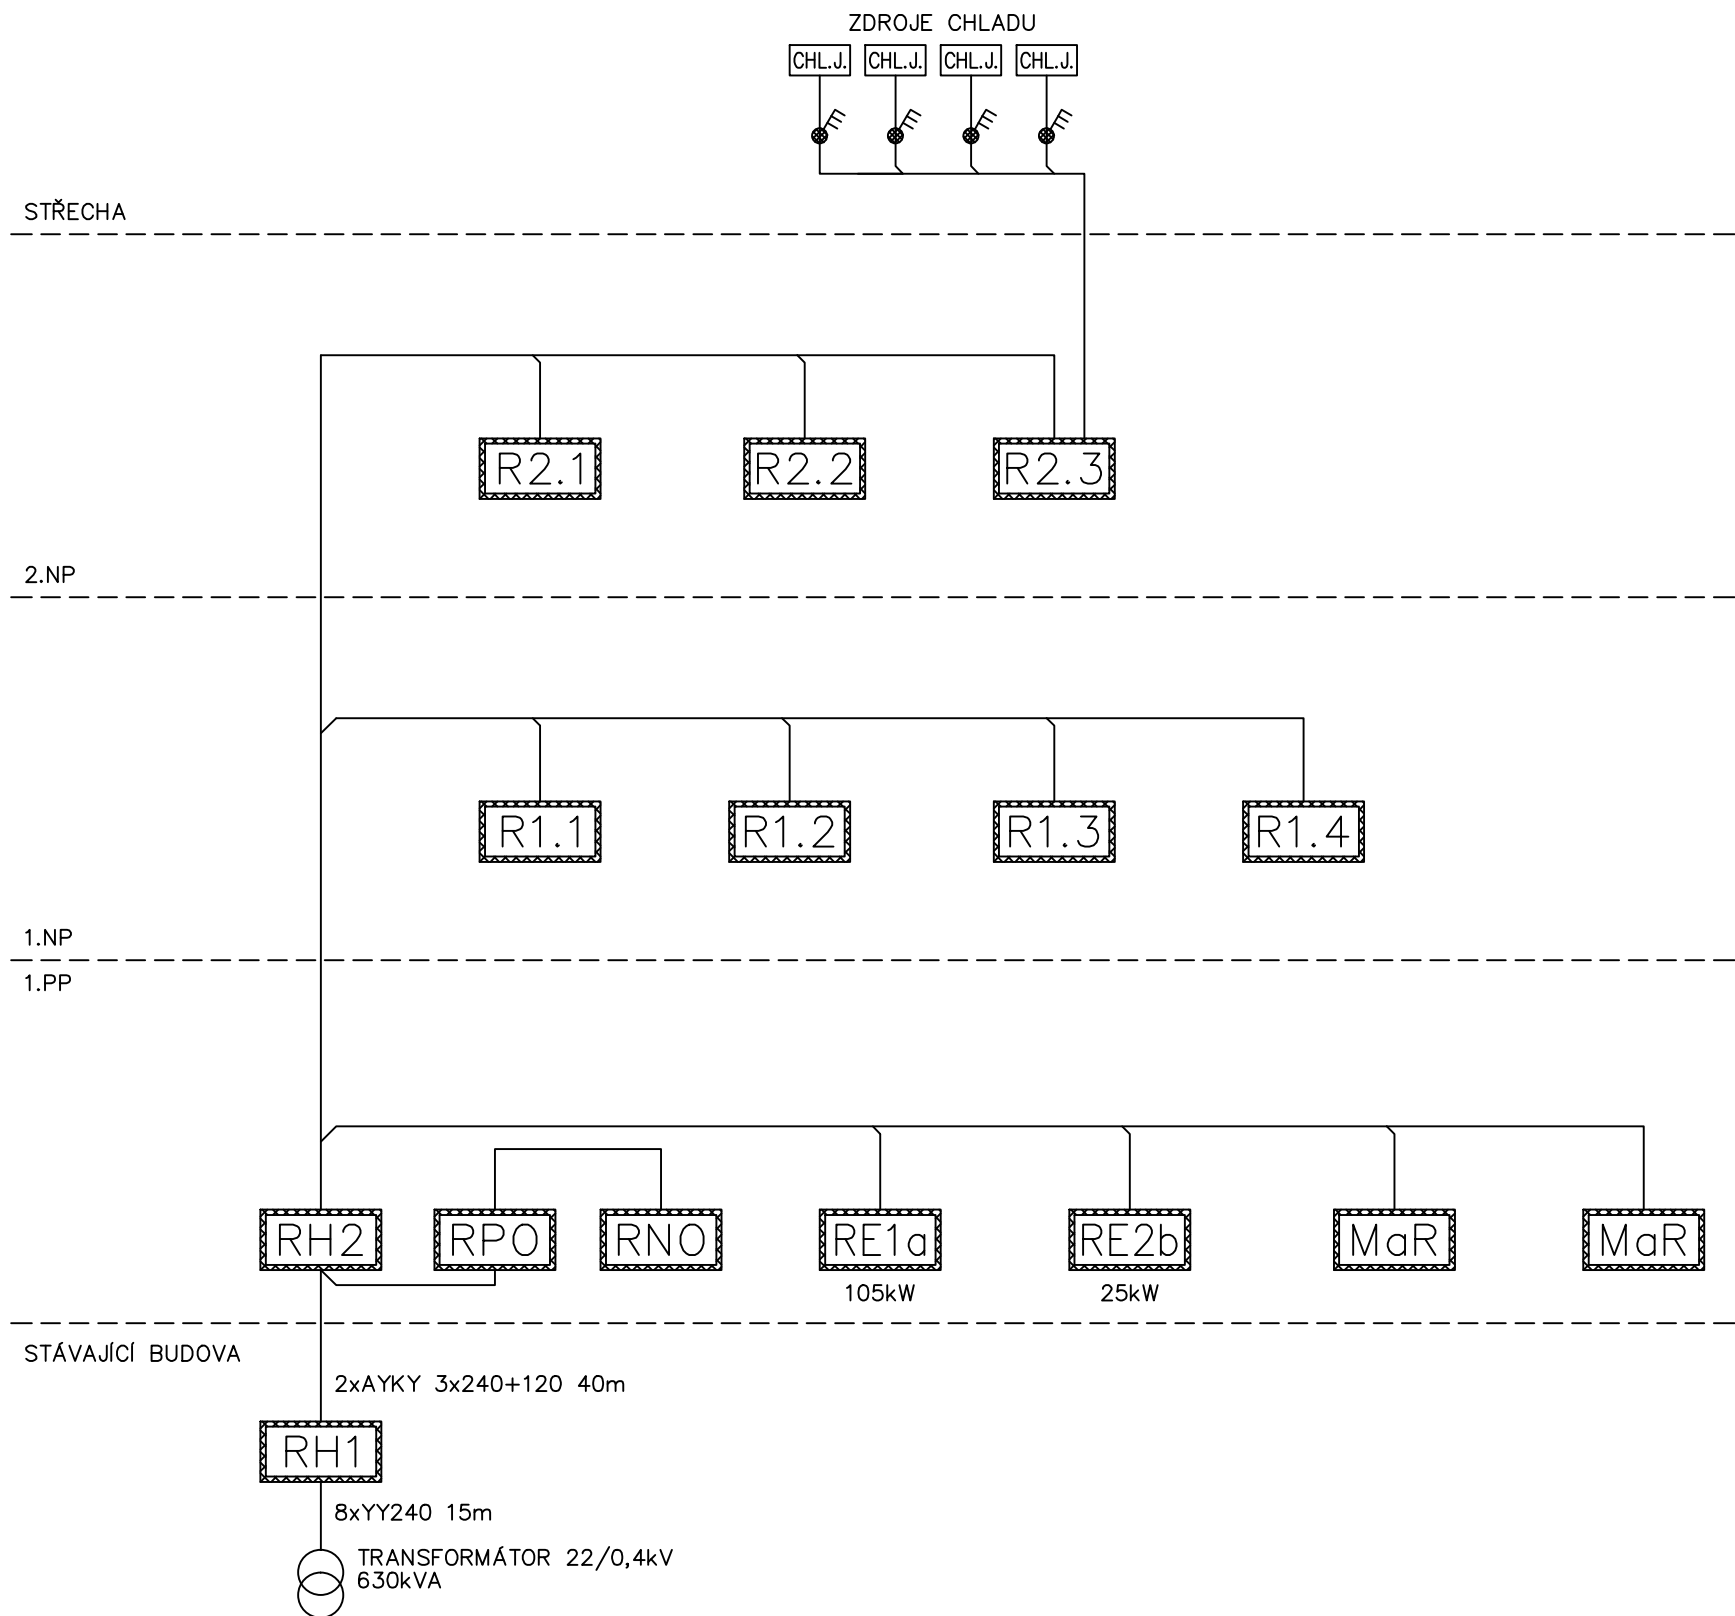 ZDROJE CHLADU
CHL.J. CHL.J. CHL.J. CHL.J.
STŘECHA
R2.1 R2.2 R2.3
2.NP
R1.1 R1.2 R1.3 R1.4
1.NP
1.PP
RH2 RPO RNO RE1a RE2b MaR MaR
105kW 25kW
STÁVAJÍCÍ BUDOVA
2xAYKY 3x240+120 40m
RH1
8xYY240 15m
TRANSFORMÁTOR 22/0,4kV
630kVA